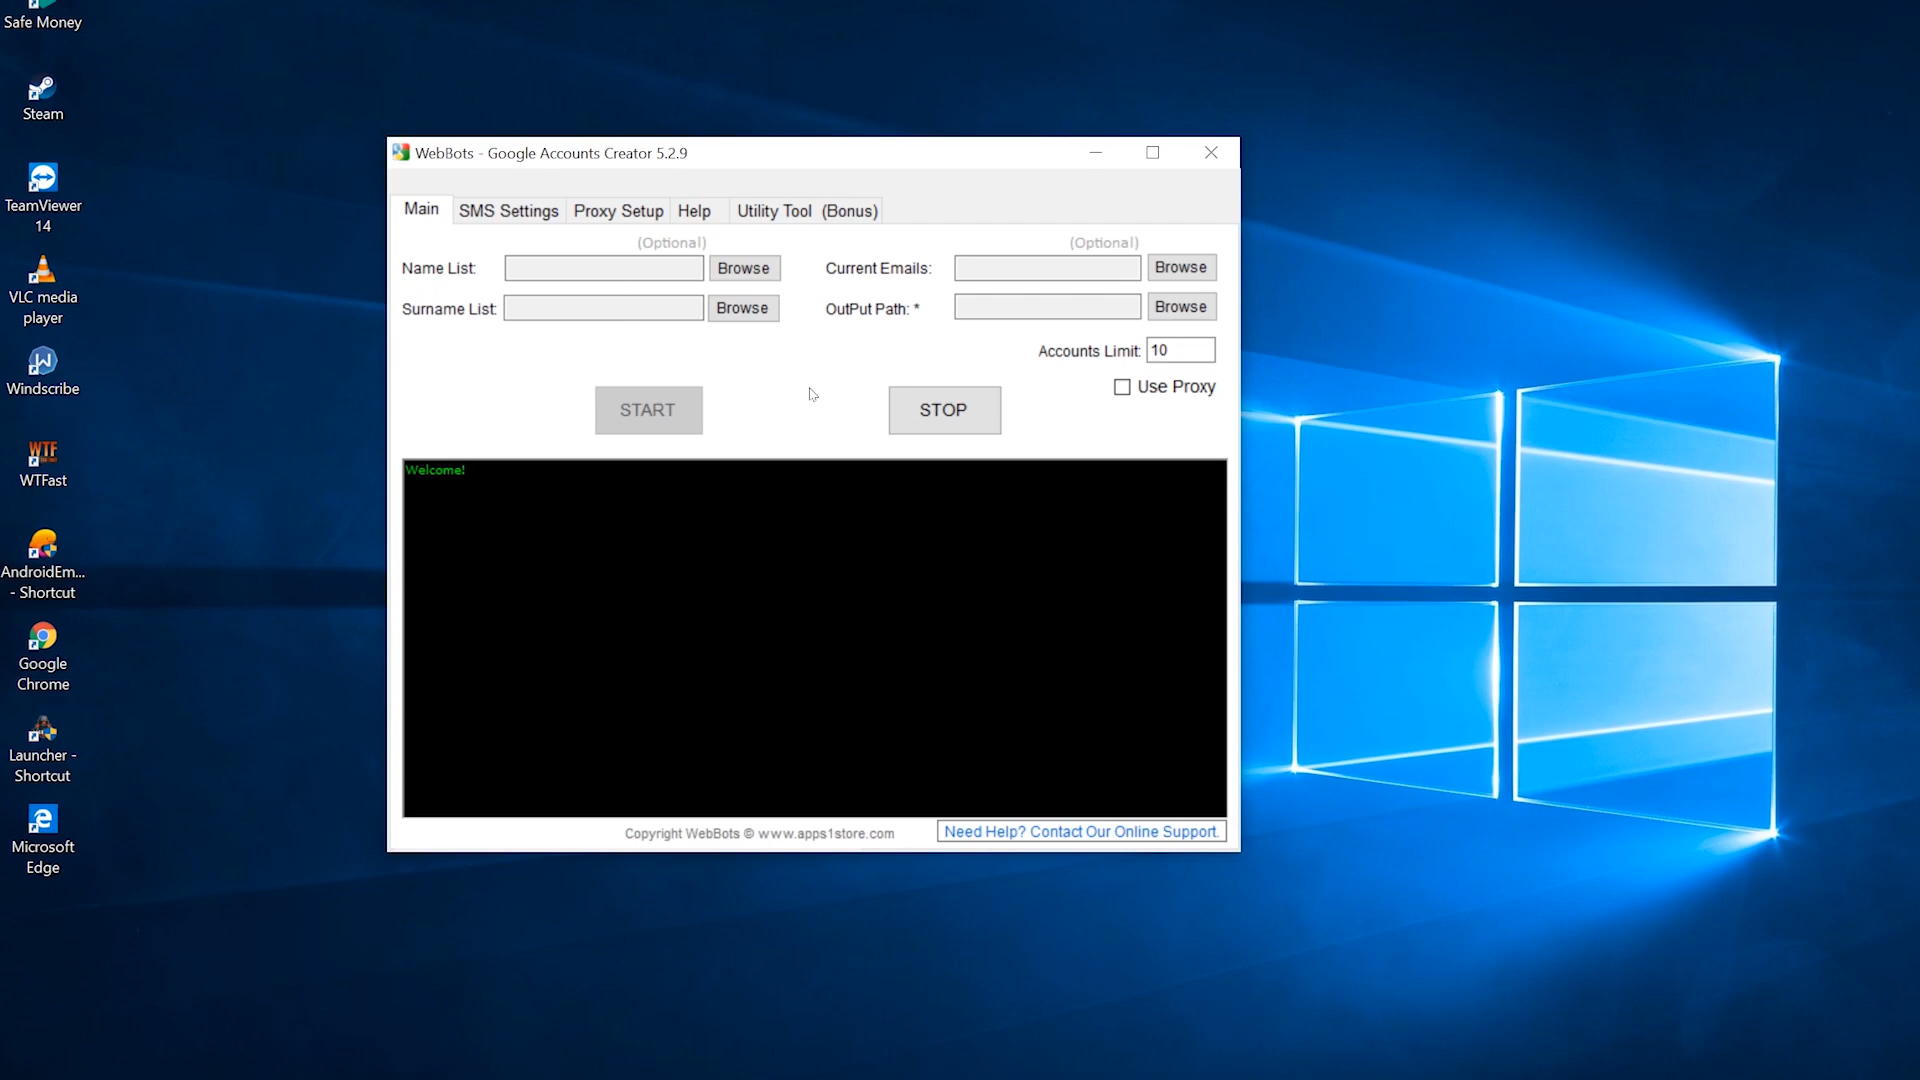 Safe Money
Steam
TeamViewer
14
VLC media
player
Windscribe
WTF
WTFast
AndroidEm...
- Shortcut
Google
Chrome
Launcher -
Shortcut
Microsoft
Edge
WebBots - Google Accounts Creator 5.2.9
Main SMS Settings Proxy Setup Help Utility Tool (Bonus)
(Optional) (Optional)
Name List: Browse Current Emails: Browse
Surname List: Browse OutPut Path: * Browse
Accounts Limit: 10
Use Proxy
START STOP
Welcome!
Copyright WebBots © www.apps1store.com Need Help? Contact Our Online Support.